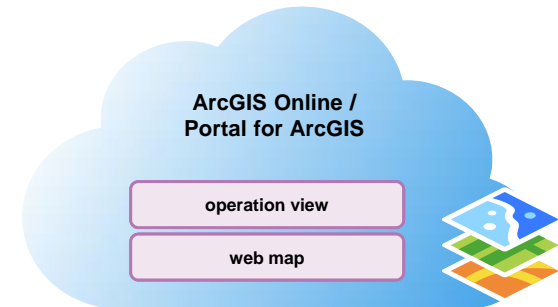 ArcGIS Online /
Portal for ArcGIS
operation view
web map